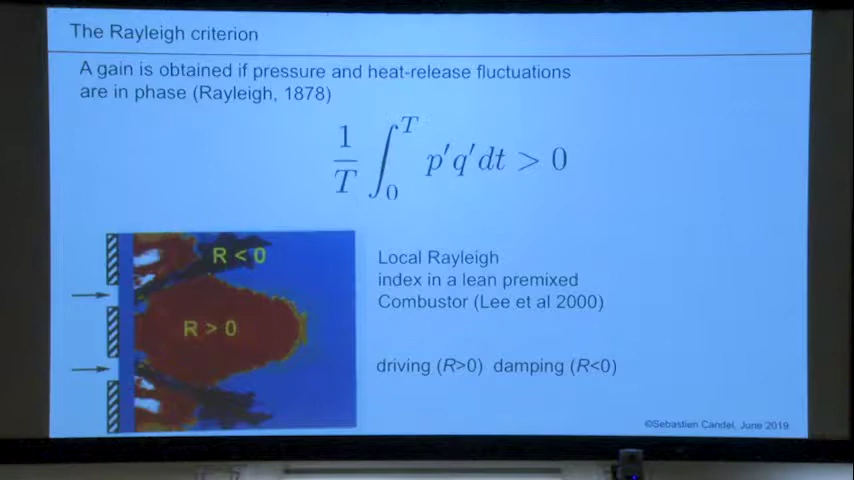 The Rayleigh criterion
A gain is obtained if pressure and heat-release fluctuations
are in phase (Rayleigh, 1878)
1/T ∫₀ᵀ p′q′dt > 0
R < 0
R > 0
Local Rayleigh
index in a lean premixed
Combustor (Lee et al 2000)
driving (R>0) damping (R<0)
©Sebastien Candel, June 2019